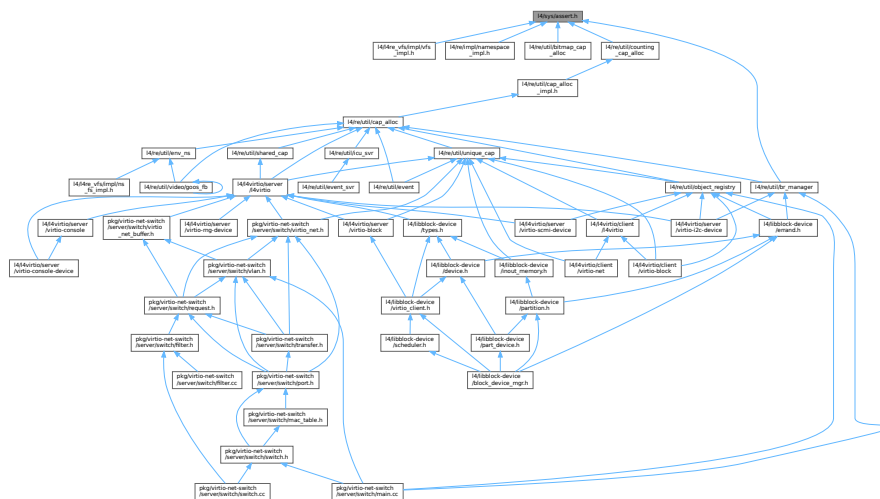 l4/sys/assert.h
l4/l4re_vfs/impl/vfs
_impl.h
l4/re/impl/namespace
_impl.h
l4/re/util/bitmap_cap
_alloc
l4/re/util/counting
_cap_alloc
l4/re/util/cap_alloc
_impl.h
l4/re/util/cap_alloc
l4/re/util/env_ns
l4/re/util/shared_cap
l4/re/util/icu_svr
l4/re/util/unique_cap
l4/l4re_vfs/impl/ns
_fs_impl.h
l4/re/util/video/goos_fb
l4/l4virtio/server
/l4virtio
l4/re/util/event_svr
l4/re/util/event
l4/re/util/object_registry
l4/re/util/br_manager
l4/l4virtio/server
/virtio-console
pkg/virtio-net-switch
/server/switch/virtio
_net_buffer.h
l4/l4virtio/server
/virtio-rng-device
pkg/virtio-net-switch
/server/switch/virtio_net.h
l4/l4virtio/server
/virtio-block
l4/libblock-device
/types.h
l4/l4virtio/server
/virtio-scmi-device
l4/l4virtio/client
/l4virtio
l4/l4virtio/server
/virtio-i2c-device
l4/libblock-device
/errand.h
l4/l4virtio/server
/virtio-console-device
pkg/virtio-net-switch
/server/switch/vlan.h
l4/libblock-device
/device.h
l4/libblock-device
/inout_memory.h
l4/l4virtio/client
/virtio-net
l4/l4virtio/client
/virtio-block
pkg/virtio-net-switch
/server/switch/request.h
l4/libblock-device
/virtio_client.h
l4/libblock-device
/partition.h
pkg/virtio-net-switch
/server/switch/filter.h
pkg/virtio-net-switch
/server/switch/transfer.h
l4/libblock-device
/scheduler.h
l4/libblock-device
/part_device.h
pkg/virtio-net-switch
/server/switch/filter.cc
pkg/virtio-net-switch
/server/switch/port.h
l4/libblock-device
/block_device_mgr.h
pkg/virtio-net-switch
/server/switch/mac_table.h
pkg/virtio-net-switch
/server/switch/switch.h
pkg/virtio-net-switch
/server/switch/switch.cc
pkg/virtio-net-switch
/server/switch/main.cc